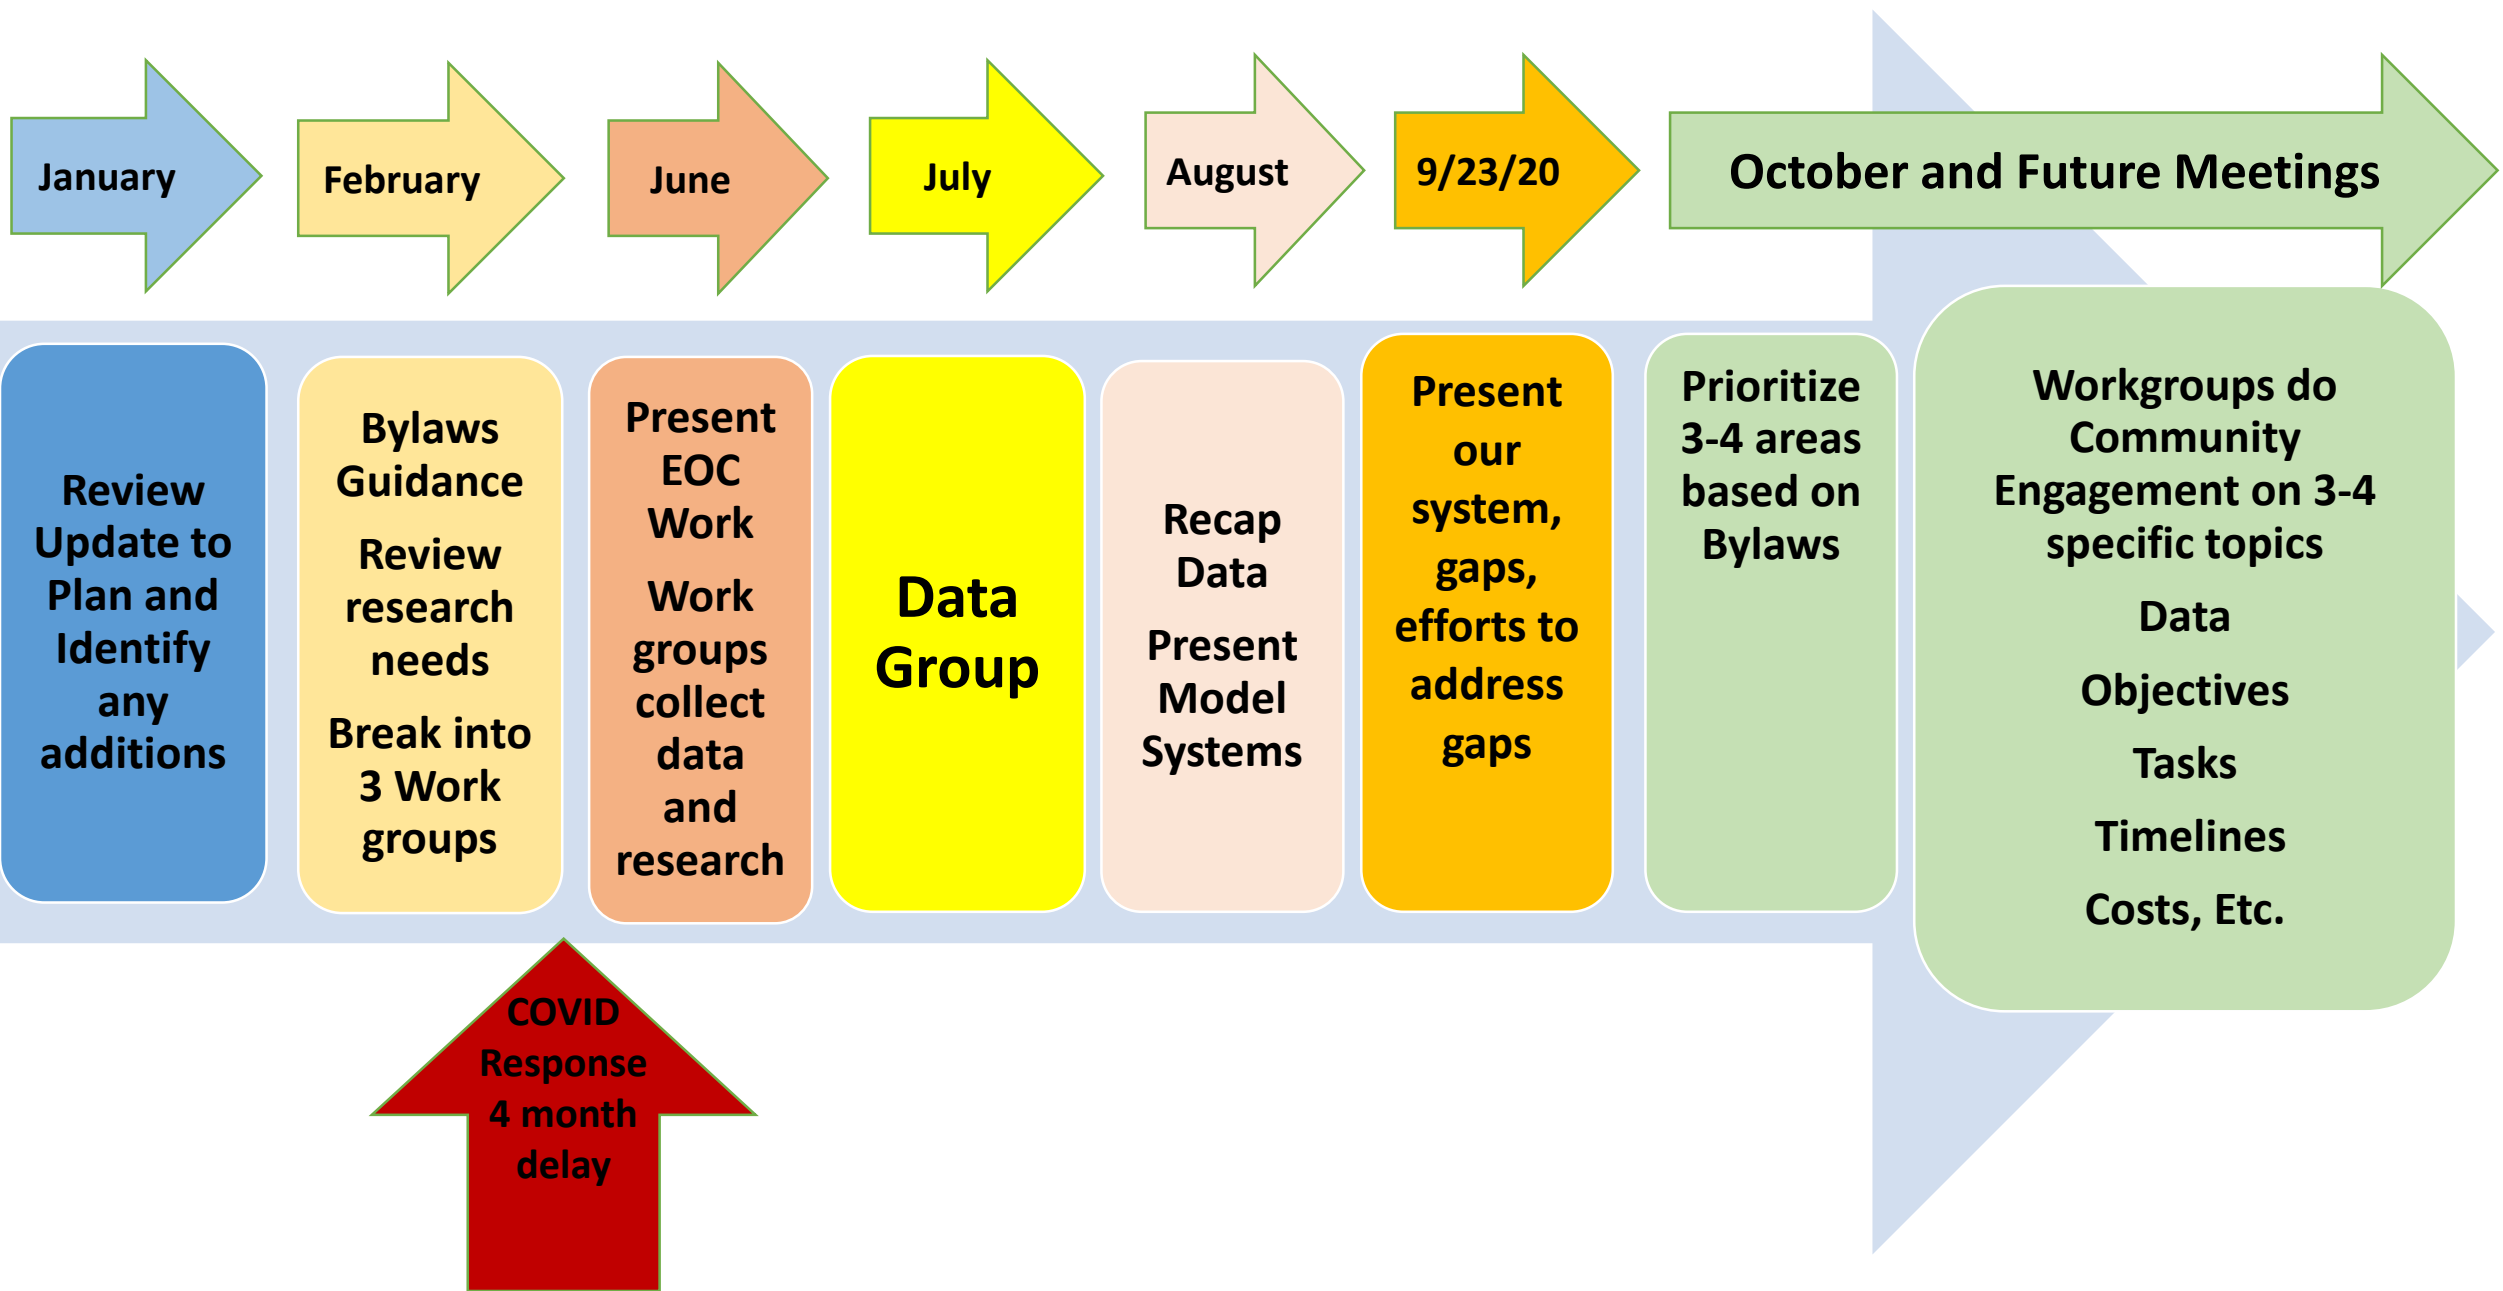 January
February
June
July
August
9/23/20
October and Future Meetings
Review
Update to
Plan and
Identify
any
additions
Bylaws
Guidance
Review
research
needs
Break into
3 Work
groups
Present
EOC
Work
Work
groups
collect
data
and
research
Data
Group
Recap
Data
Present
Model
Systems
Present
our
system,
gaps,
efforts to
address
gaps
Prioritize
3-4 areas
based on
Bylaws
Workgroups do
Community
Engagement on 3-4
specific topics
Data
Objectives
Tasks
Timelines
Costs, Etc.
COVID
Response
4 month
delay